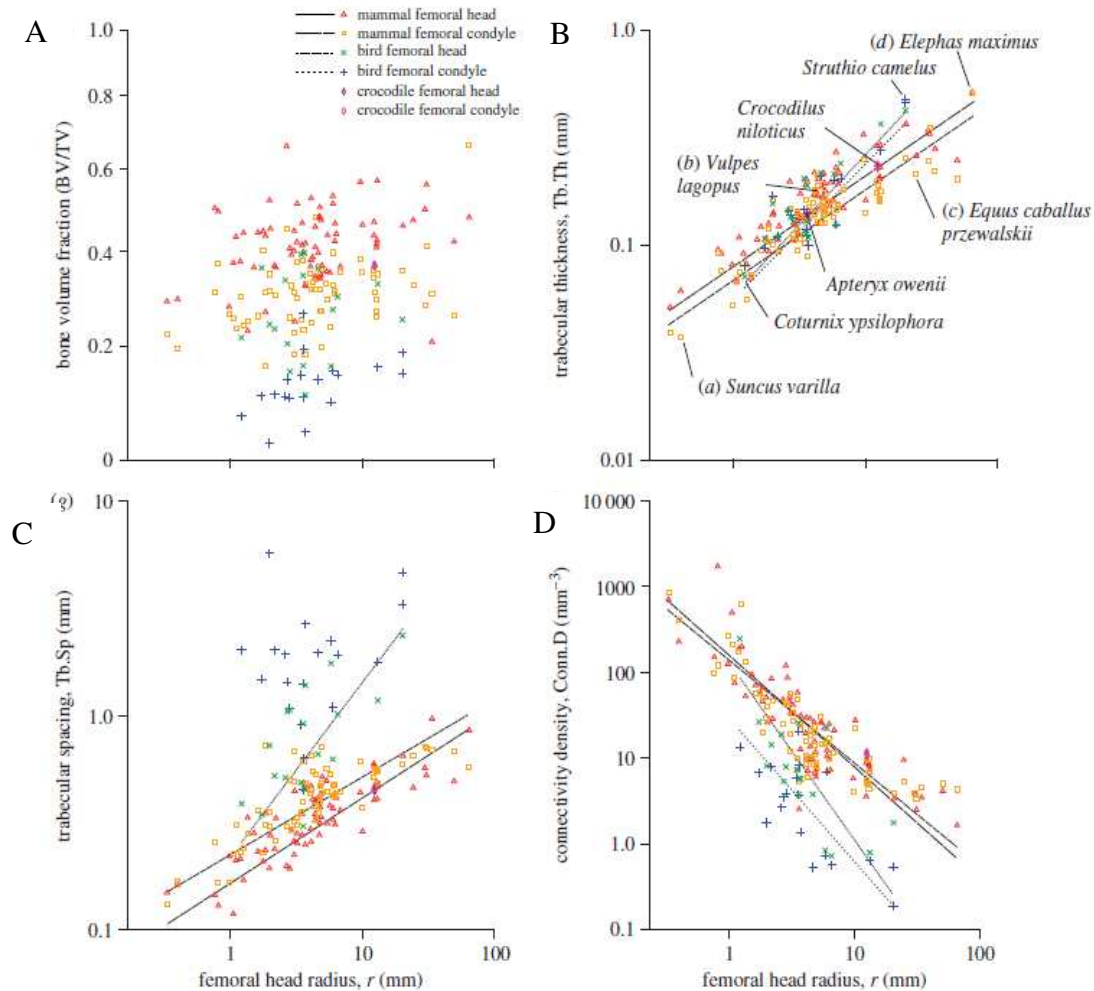 A
1.0
0.8
0.6
0.4
0.2
0
bone volume fraction (BV/TV)
mammal femoral head
mammal femoral condyle
bird femoral head
bird femoral condyle
crocodile femoral head
crocodile femoral condyle
B
1.0
0.1
0.01
trabecular thickness, Tb.Th (mm)
(d) Elephas maximus
Struthio camelus
Crocodilus
niloticus
(b) Vulpes
lagopus
(c) Equus caballus
przewalskii
Apteryx owenii
Coturnix ypsilophora
(a) Suncus varilla
C
10
1.0
0.1
trabecular spacing, Tb.Sp (mm)
1 10 100
femoral head radius, r (mm)
D
10 000
1000
100
10
1.0
0.1
connectivity density, Conn.D (mm⁻³)
1 10 100
femoral head radius, r (mm)